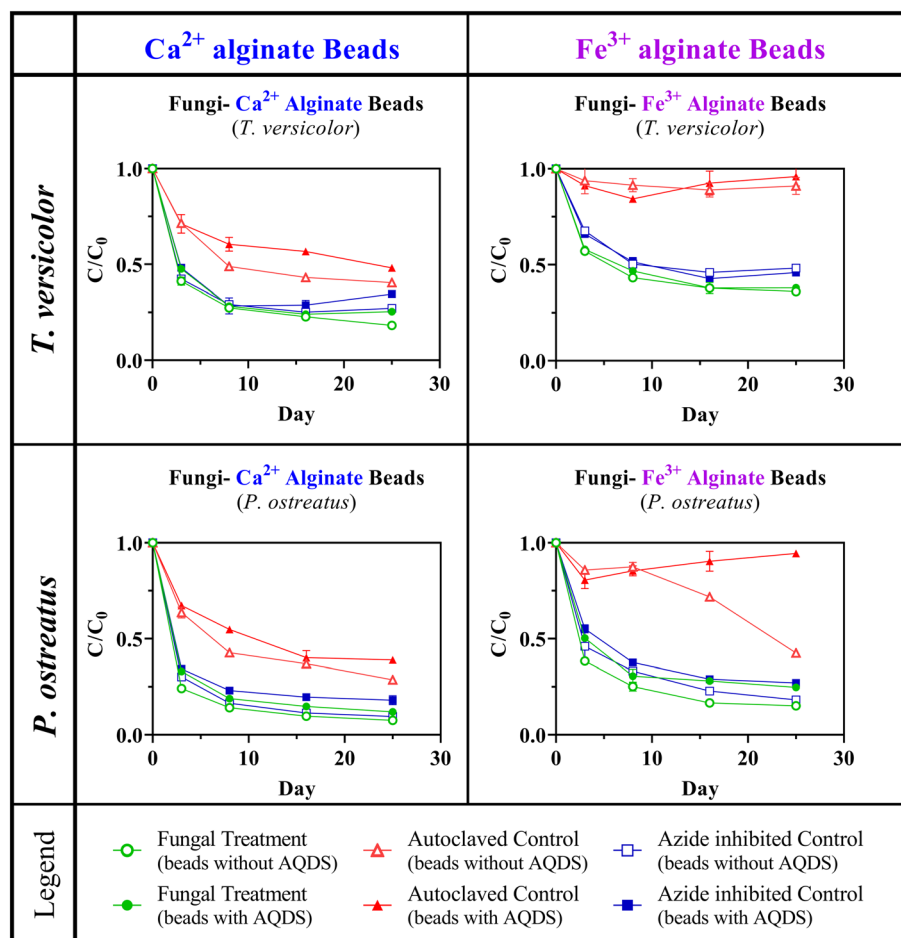 Ca²⁺ alginate Beads
Fe³⁺ alginate Beads
T. versicolor
Fungi- Ca²⁺ Alginate Beads
(T. versicolor)
1.0
0.5
0.0
C/C₀
0
10
20
30
Day
Fungi- Fe³⁺ Alginate Beads
(T. versicolor)
1.0
0.5
0.0
C/C₀
0
10
20
30
Day
P. ostreatus
Fungi- Ca²⁺ Alginate Beads
(P. ostreatus)
1.0
0.5
0.0
C/C₀
0
10
20
30
Day
Fungi- Fe³⁺ Alginate Beads
(P. ostreatus)
1.0
0.5
0.0
C/C₀
0
10
20
30
Day
Legend
Fungal Treatment
(beads without AQDS)
Autoclaved Control
(beads without AQDS)
Azide inhibited Control
(beads without AQDS)
Fungal Treatment
(beads with AQDS)
Autoclaved Control
(beads with AQDS)
Azide inhibited Control
(beads with AQDS)